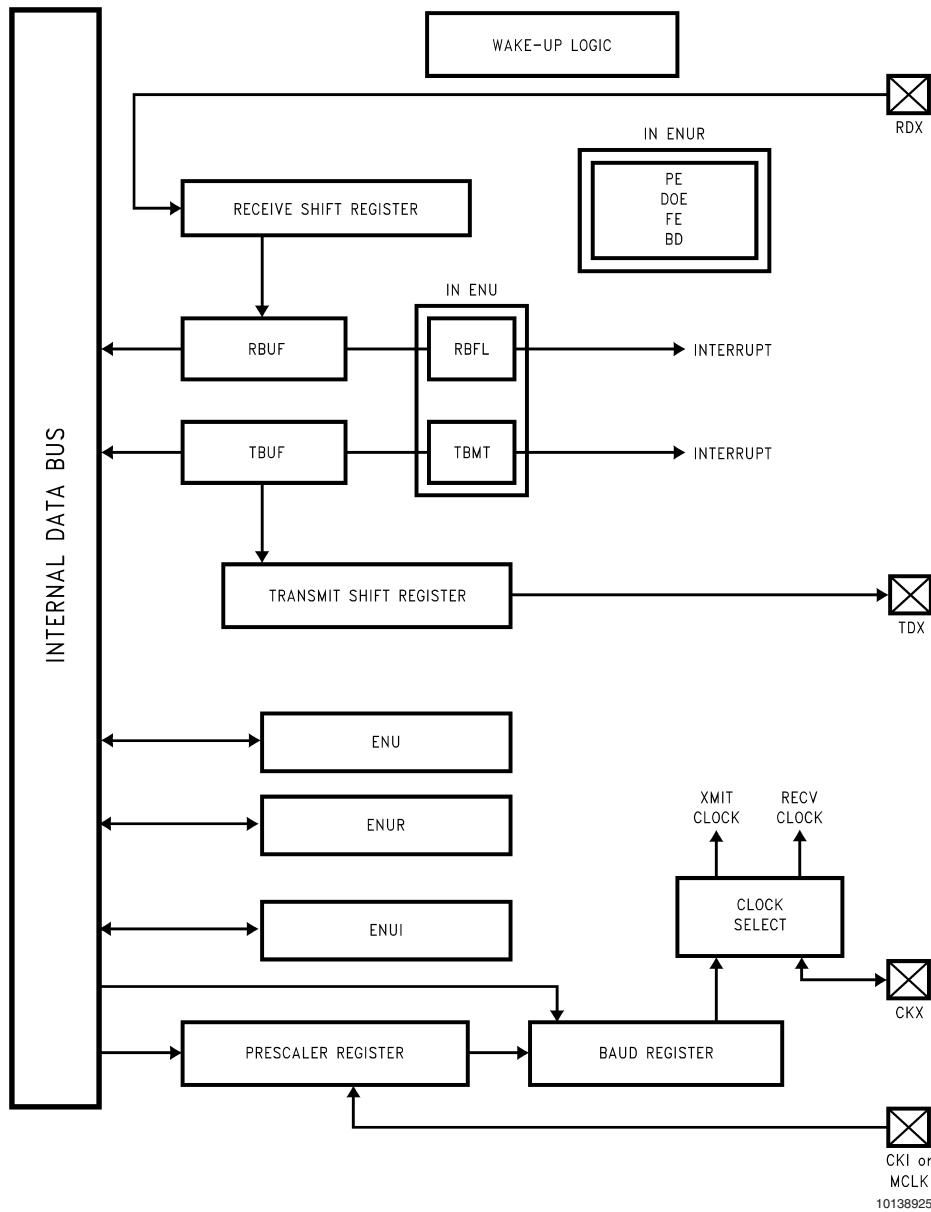 WAKE-UP LOGIC
RDX
IN ENUR
PE
DOE
FE
BD
RECEIVE SHIFT REGISTER
IN ENU
RBUF
RBFL
INTERRUPT
TBUF
TBMT
INTERRUPT
INTERNAL DATA BUS
TRANSMIT SHIFT REGISTER
TDX
ENU
ENUR
ENUI
XMIT
CLOCK
RECV
CLOCK
CLOCK
SELECT
CKX
PRESCALER REGISTER
BAUD REGISTER
CKI or
MCLK
10138925